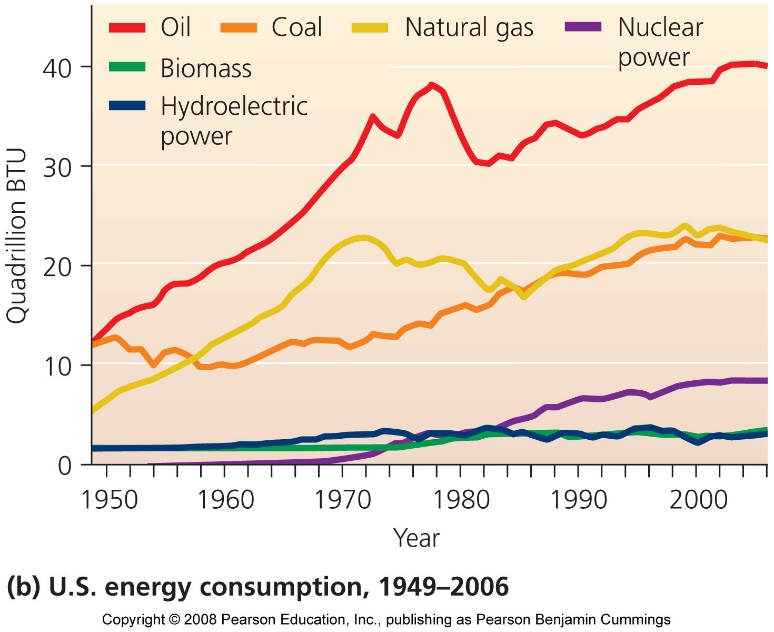 Oil
Coal
Natural gas
Nuclear
power
Biomass
Hydroelectric
power
Quadrillion BTU
40
30
20
10
0
1950
1960
1970
1980
1990
2000
Year
(b) U.S. energy consumption, 1949–2006
Copyright © 2008 Pearson Education, Inc., publishing as Pearson Benjamin Cummings